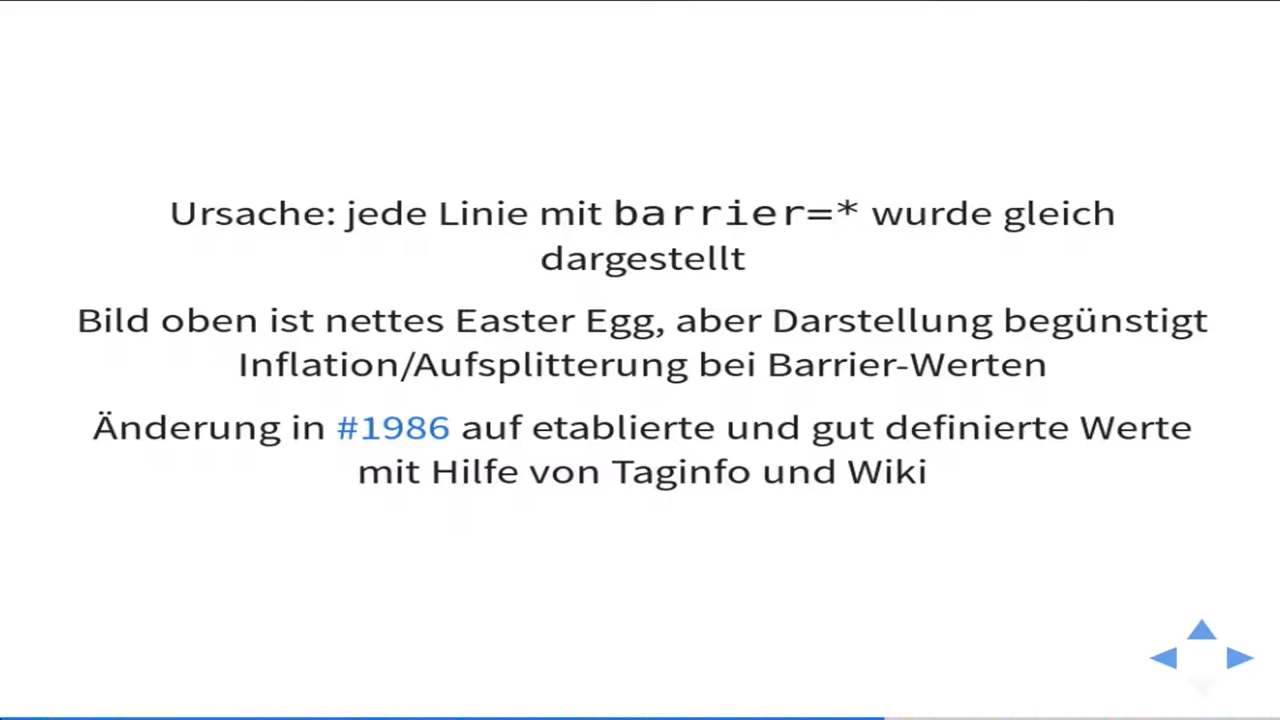 Ursache: jede Linie mit barrier=* wurde gleich
dargestellt
Bild oben ist nettes Easter Egg, aber Darstellung begünstigt
Inflation/Aufsplitterung bei Barrier-Werten
Änderung in #1986 auf etablierte und gut definierte Werte
mit Hilfe von Taginfo und Wiki